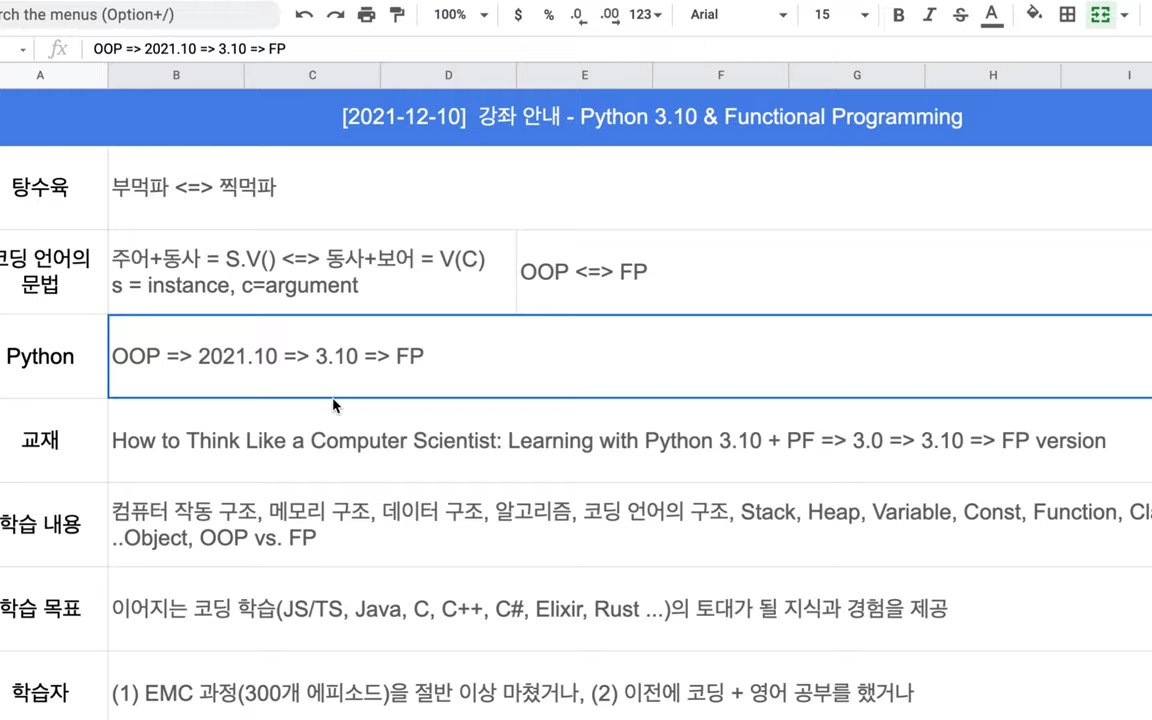 rch the menus (Option+/)
100%
$
%
.0
.00
123
Arial
15
B
I
S
A
fx
OOP => 2021.10 => 3.10 => FP
A
B
C
D
E
F
G
H
I
[2021-12-10] 강좌 안내 - Python 3.10 & Functional Programming
탕수육
부먹파 <=> 찍먹파
코딩 언어의
문법
주어+동사 = S.V() <=> 동사+보어 = V(C)
s = instance, c=argument
OOP <=> FP
Python
OOP => 2021.10 => 3.10 => FP
교재
How to Think Like a Computer Scientist: Learning with Python 3.10 + PF => 3.0 => 3.10 => FP version
학습 내용
컴퓨터 작동 구조, 메모리 구조, 데이터 구조, 알고리즘, 코딩 언어의 구조, Stack, Heap, Variable, Const, Function, Cla
..Object, OOP vs. FP
학습 목표
이어지는 코딩 학습(JS/TS, Java, C, C++, C#, Elixir, Rust ...)의 토대가 될 지식과 경험을 제공
학습자
(1) EMC 과정(300개 에피소드)을 절반 이상 마쳤거나, (2) 이전에 코딩 + 영어 공부를 했거나